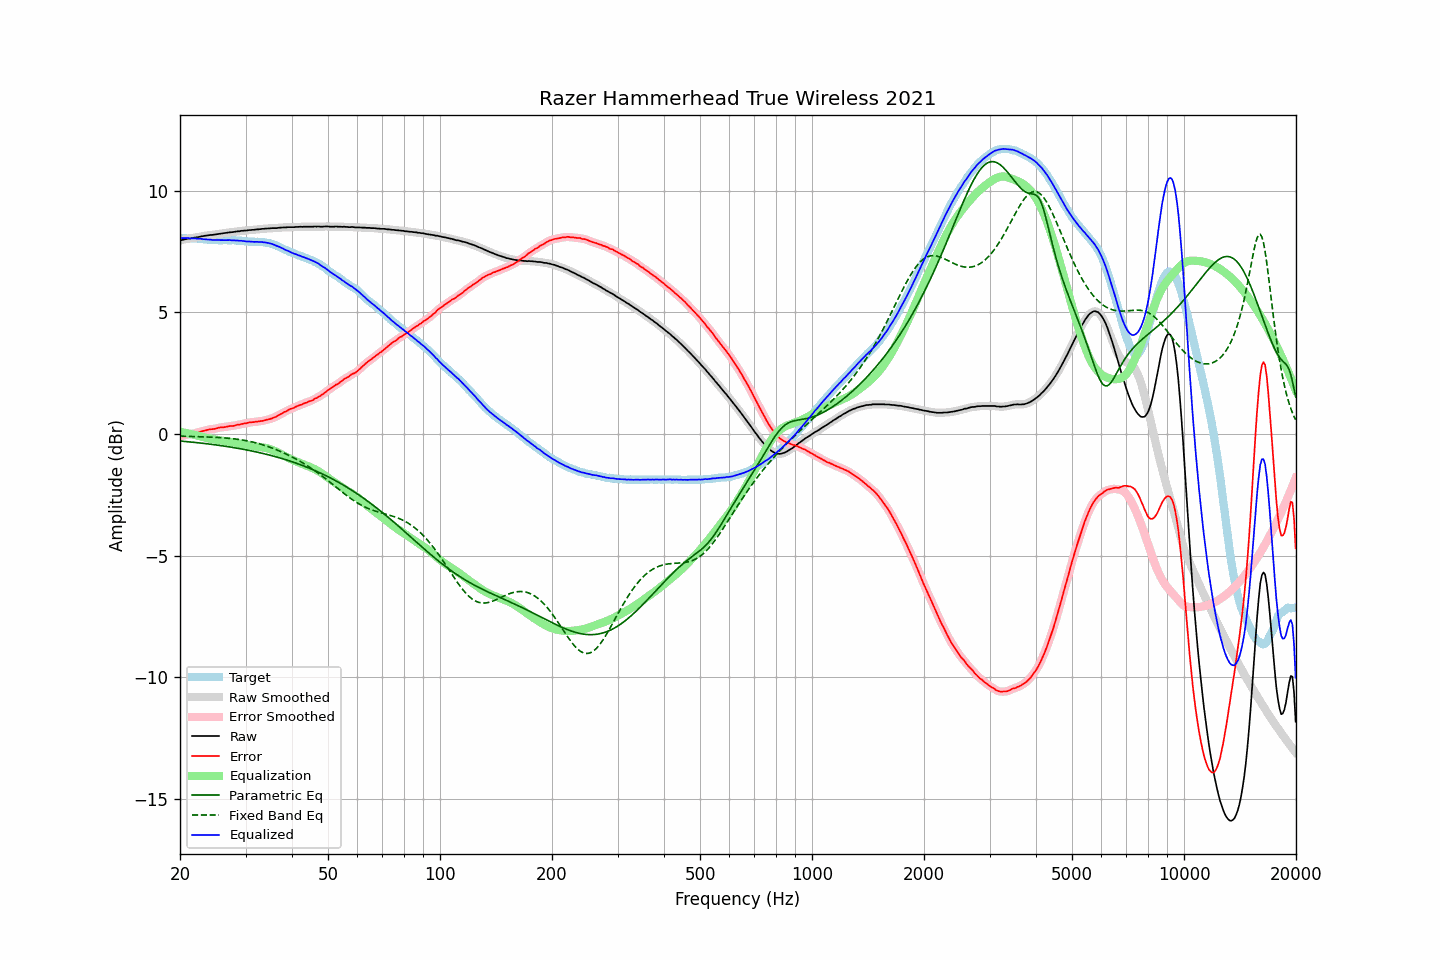 Razer Hammerhead True Wireless 2021
Amplitude (dBr)
10
5
0
−5
−10
−15
Target
Raw Smoothed
Error Smoothed
Raw
Error
Equalization
Parametric Eq
Fixed Band Eq
Equalized
20 50 100 200 500 1000 2000 5000 10000 20000
Frequency (Hz)